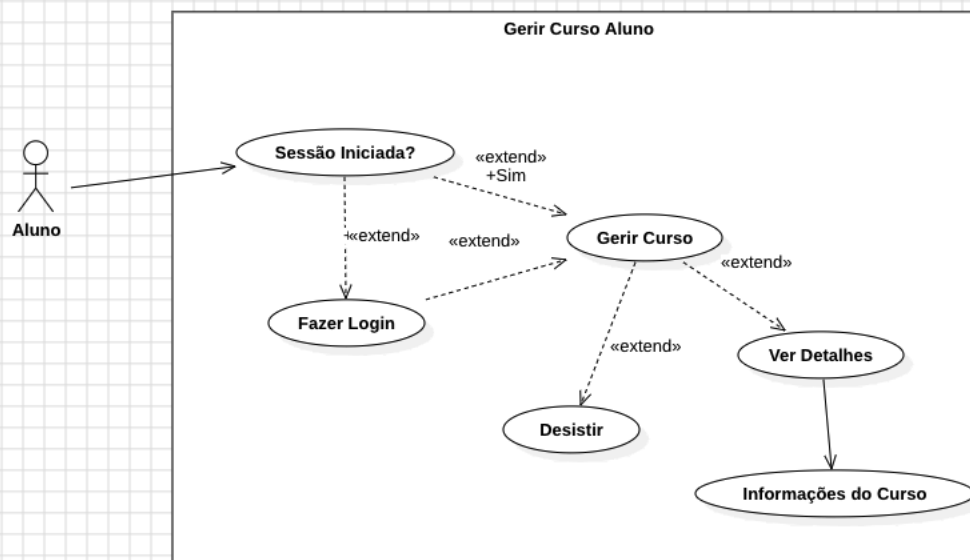 Gerir Curso Aluno
Sessão Iniciada?
«extend»
+Sim
Aluno
«extend»
«extend»
Gerir Curso
«extend»
Fazer Login
«extend»
Ver Detalhes
Desistir
Informações do Curso